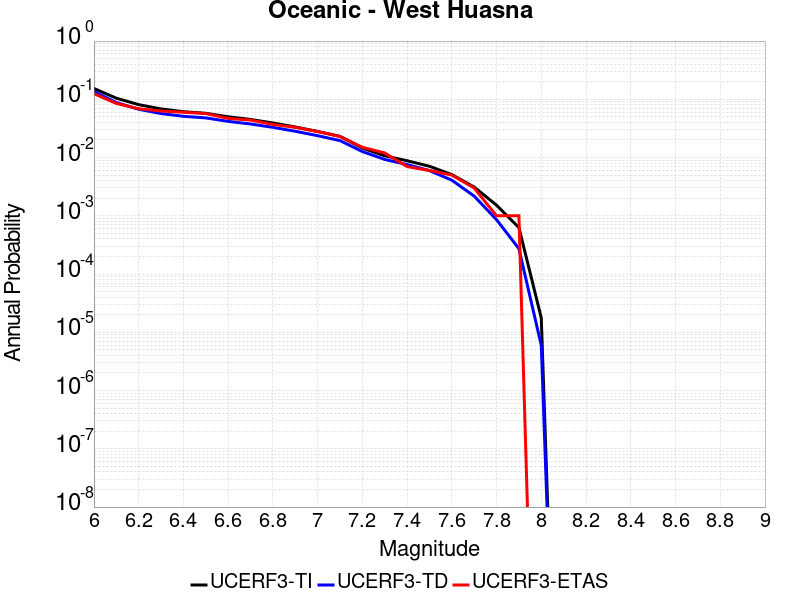 Oceanic - West Huasna
10^0
10^-1
10^-2
10^-3
10^-4
10^-5
10^-6
10^-7
10^-8
Annual Probability
6 6.2 6.4 6.6 6.8 7 7.2 7.4 7.6 7.8 8 8.2 8.4 8.6 8.8 9
Magnitude
UCERF3-TI UCERF3-TD UCERF3-ETAS